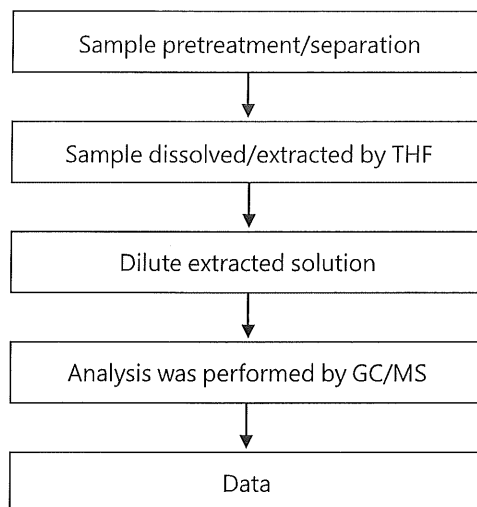 Sample pretreatment/separation
Sample dissolved/extracted by THF
Dilute extracted solution
Analysis was performed by GC/MS
Data